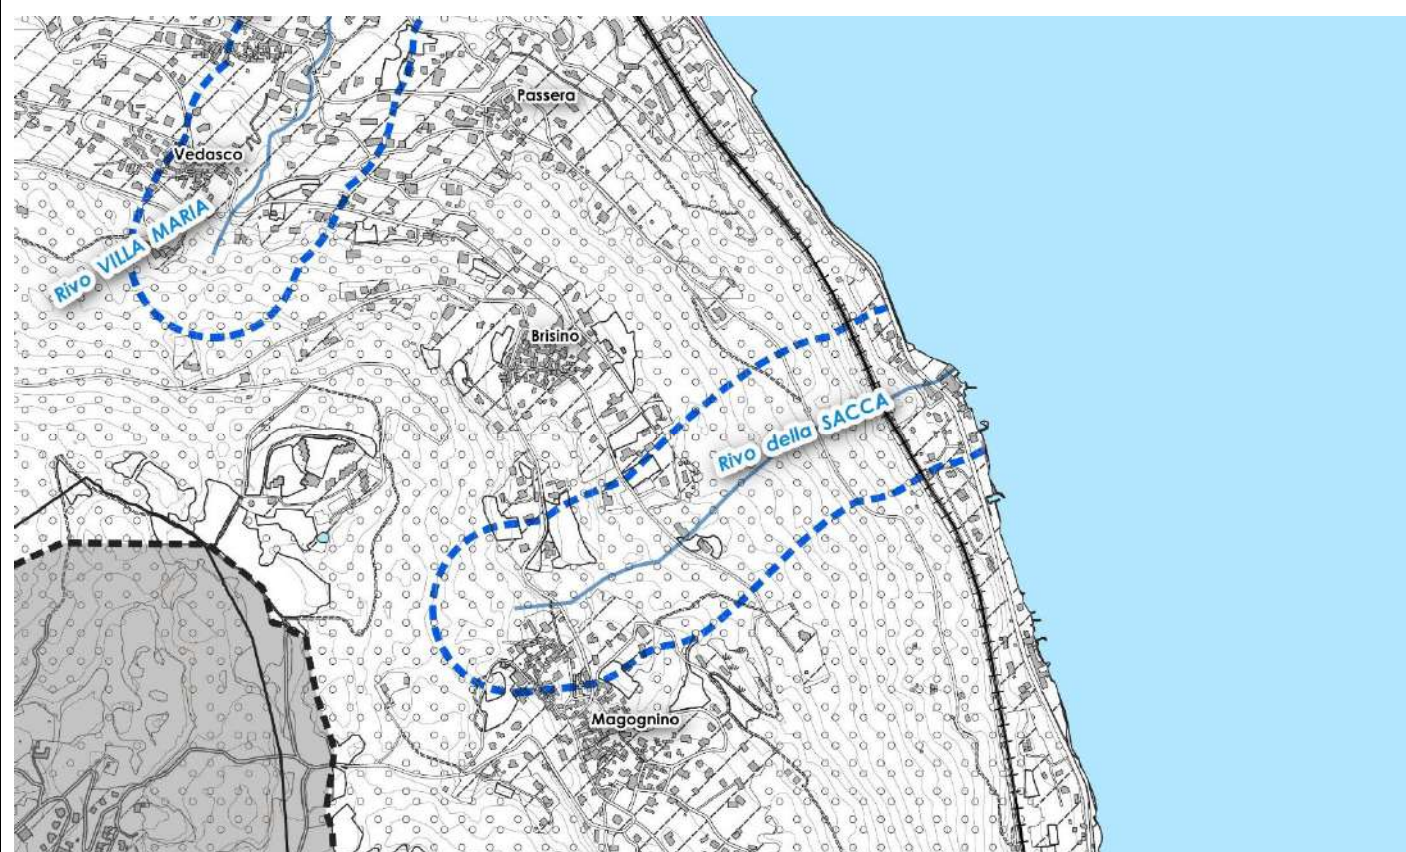 Passera
Vedasco
Rivo VILLA MARIA
Brisino
Rivo della SACCA
Magognino